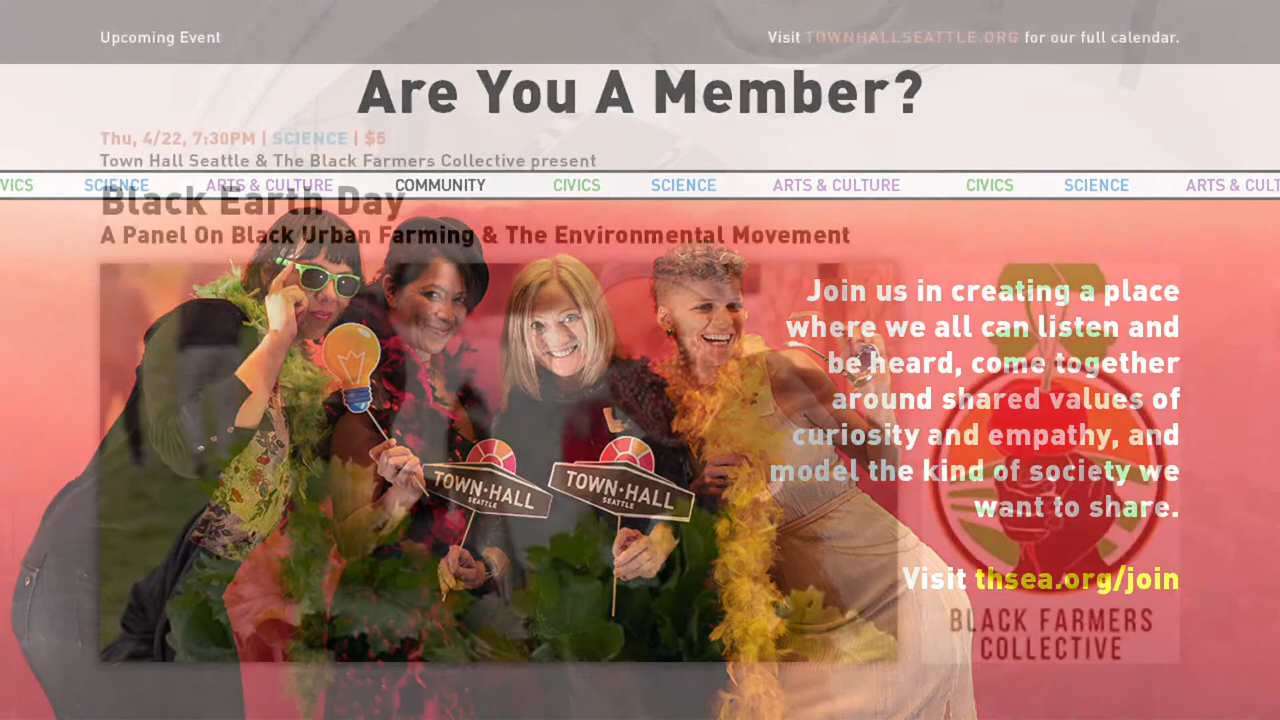 Upcoming Event
Visit TOWNHALLSEATTLE.ORG for our full calendar.
Are You A Member?
Thu, 4/22, 7:30PM | SCIENCE | $5
Town Hall Seattle & The Black Farmers Collective present
VICS SCIENCE ARTS & CULTURE COMMUNITY CIVICS SCIENCE ARTS & CULTURE CIVICS SCIENCE ARTS & CULT
Black Earth Day
A Panel On Black Urban Farming & The Environmental Movement
Join us in creating a place
where we all can listen and
be heard, come together
around shared values of
curiosity and empathy, and
model the kind of society we
want to share.
Visit thsea.org/join
TOWN·HALL
SEATTLE
TOWN·HALL
SEATTLE
BLACK FARMERS
COLLECTIVE